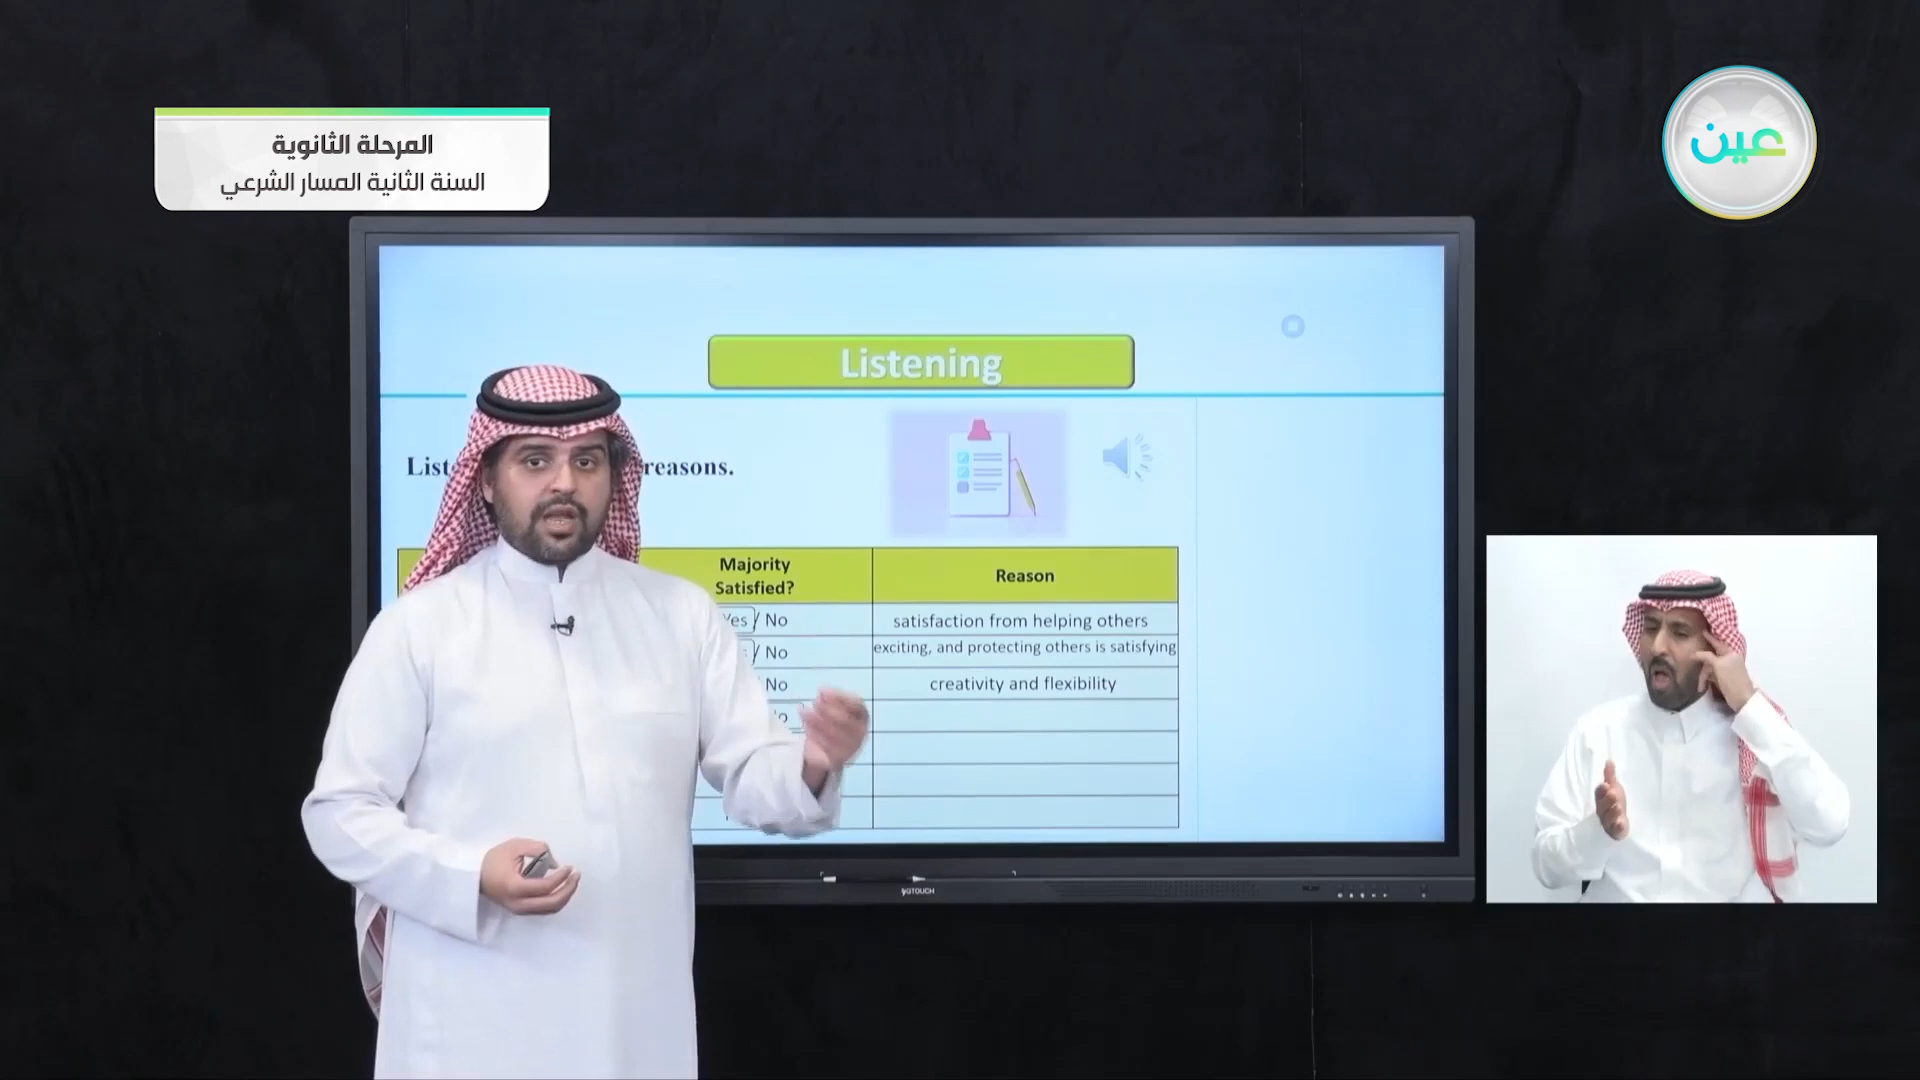 المرحلة الثانوية
السنة الثانية المسار الشرعي
عين
Listening
reasons.
Majority
Satisfied?
Reason
Yes / No
satisfaction from helping others
/ No
exciting, and protecting others is satisfying
/ No
creativity and flexibility